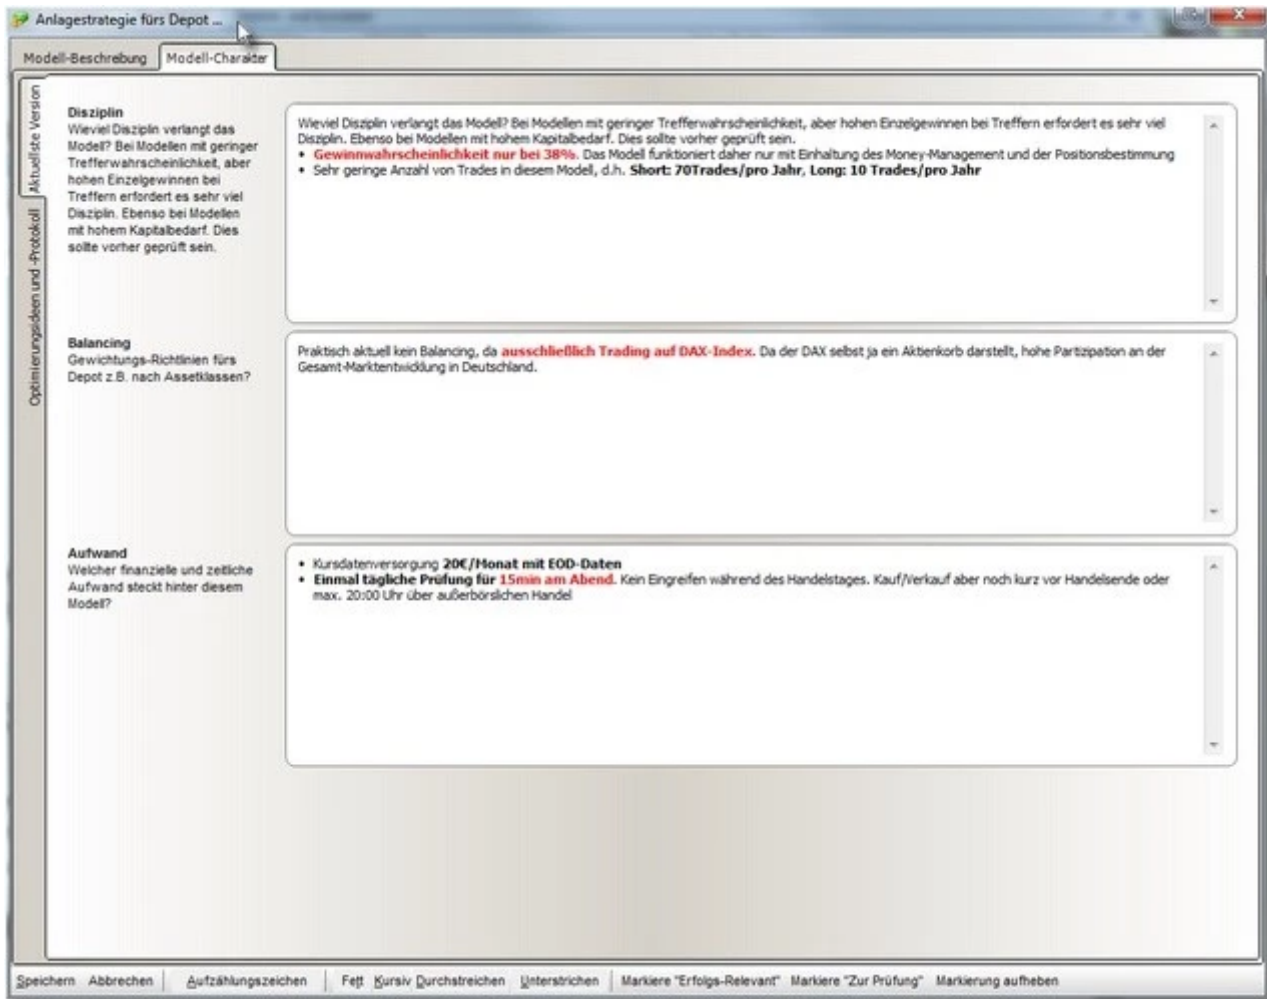 Anlagestrategie fürs Depot ...
Modell-Beschreibung Modell-Charakter
Aktuellste Version
Optimierungsideen und -Protokoll
Disziplin
Wieviel Disziplin verlangt das
Modell? Bei Modellen mit geringer
Trefferwahrscheinlichkeit, aber
hohen Einzelgewinnen bei
Treffern erfordert es sehr viel
Disziplin. Ebenso bei Modellen
mit hohem Kapitalbedarf. Dies
sollte vorher geprüft sein.
Wieviel Disziplin verlangt das Modell? Bei Modellen mit geringer Trefferwahrscheinlichkeit, aber hohen Einzelgewinnen bei Treffern erfordert es sehr viel
Disziplin. Ebenso bei Modellen mit hohem Kapitalbedarf. Dies sollte vorher geprüft sein.
• Gewinnwahrscheinlichkeit nur bei 38%. Das Modell funktioniert daher nur mit Einhaltung des Money-Management und der Positionsbestimmung
• Sehr geringe Anzahl von Trades in diesem Modell, d.h. Short: 70Trades/pro Jahr, Long: 10 Trades/pro Jahr
Balancing
Gewichtungs-Richtlinien fürs
Depot z.B. nach Assetklassen?
Praktisch aktuell kein Balancing, da ausschließlich Trading auf DAX-Index. Da der DAX selbst ja ein Aktienkorb darstellt, hohe Partizipation an der
Gesamt-Marktentwicklung in Deutschland.
Aufwand
Welcher finanzielle und zeitliche
Aufwand steckt hinter diesem
Modell?
• Kursdatenversorgung 20€/Monat mit EOD-Daten
• Einmal tägliche Prüfung für 15min am Abend. Kein Eingreifen während des Handelstages. Kauf/Verkauf aber noch kurz vor Handelsende oder
max. 20:00 Uhr über außerbörslichen Handel
Speichern Abbrechen Aufzählungszeichen Fett Kursiv Durchstreichen Unterstrichen Markiere "Erfolgs-Relevant" Markiere "Zur Prüfung" Markierung aufheben